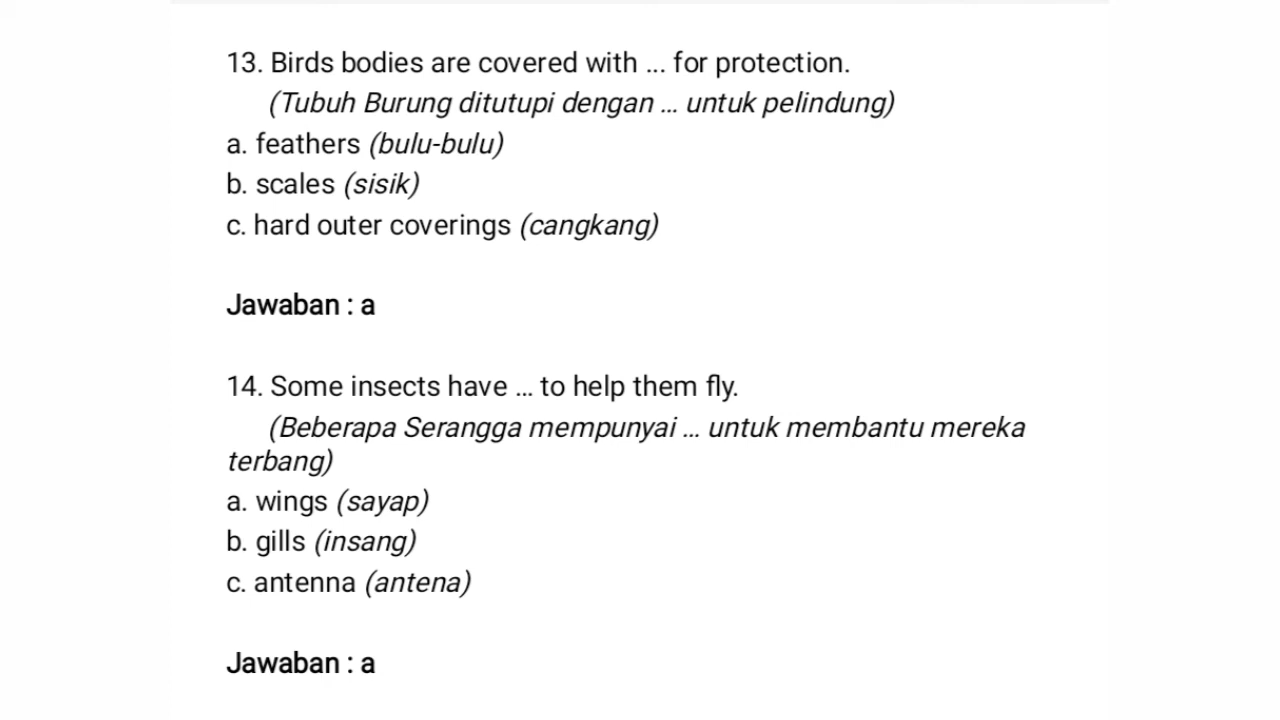 13. Birds bodies are covered with ... for protection.
(Tubuh Burung ditutupi dengan ... untuk pelindung)
a. feathers (bulu-bulu)
b. scales (sisik)
c. hard outer coverings (cangkang)
Jawaban : a
14. Some insects have ... to help them fly.
(Beberapa Serangga mempunyai ... untuk membantu mereka
terbang)
a. wings (sayap)
b. gills (insang)
c. antenna (antena)
Jawaban : a